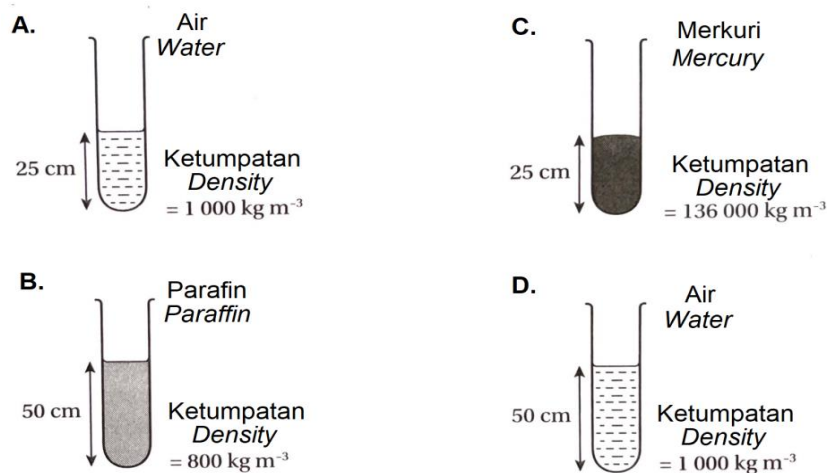 A.
Air
Water
25 cm
Ketumpatan
Density
= 1 000 kg m⁻³
B.
Parafin
Paraffin
50 cm
Ketumpatan
Density
= 800 kg m⁻³
C.
Merkuri
Mercury
25 cm
Ketumpatan
Density
= 136 000 kg m⁻³
D.
Air
Water
50 cm
Ketumpatan
Density
= 1 000 kg m⁻³